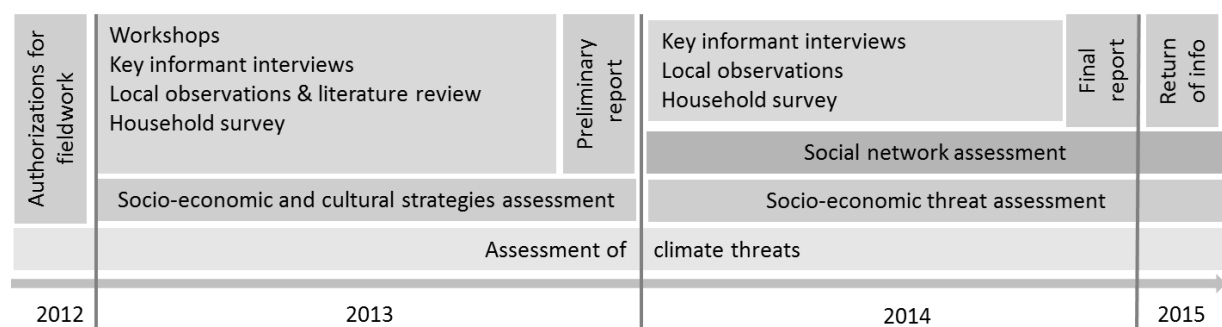 Authorizations for
fieldwork
Workshops
Key informant interviews
Local observations & literature review
Household survey
Preliminary
report
Key informant interviews
Local observations
Household survey
Final
report
Return
of info
Social network assessment
Socio-economic and cultural strategies assessment
Socio-economic threat assessment
Assessment of climate threats
2012
2013
2014
2015